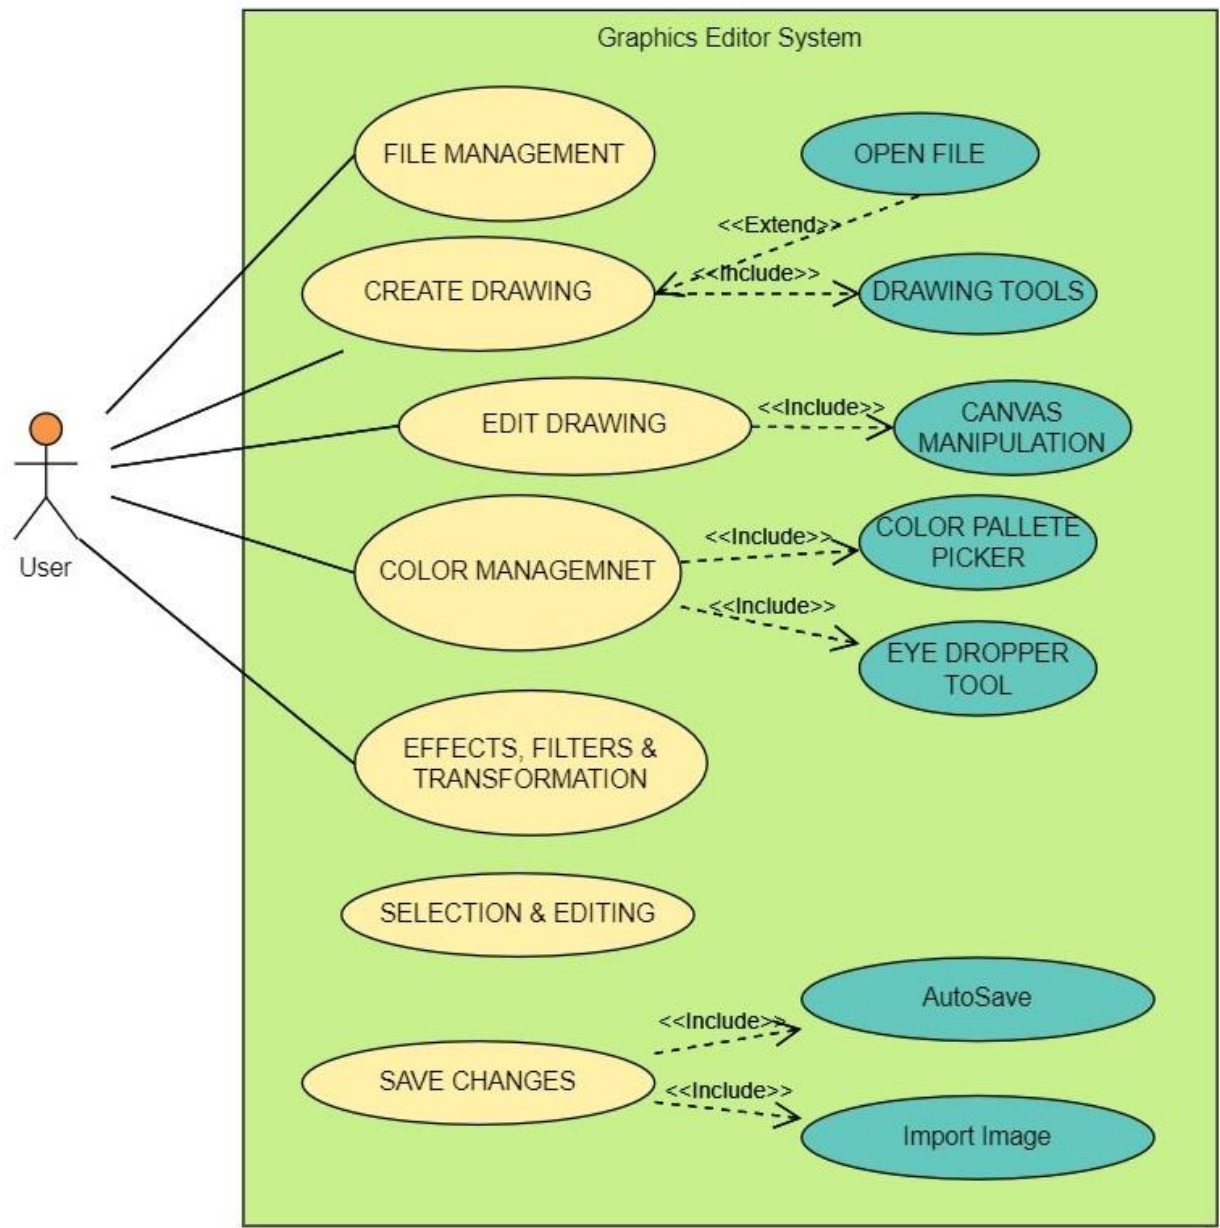 Graphics Editor System
FILE MANAGEMENT
OPEN FILE
<<Extend>>
CREATE DRAWING
<<Include>>
DRAWING TOOLS
EDIT DRAWING
<<Include>>
CANVAS
MANIPULATION
COLOR MANAGEMNET
<<Include>>
COLOR PALLETE
PICKER
<<Include>>
EYE DROPPER
TOOL
User
EFFECTS, FILTERS &
TRANSFORMATION
SELECTION & EDITING
SAVE CHANGES
<<Include>>
AutoSave
<<Include>>
Import Image